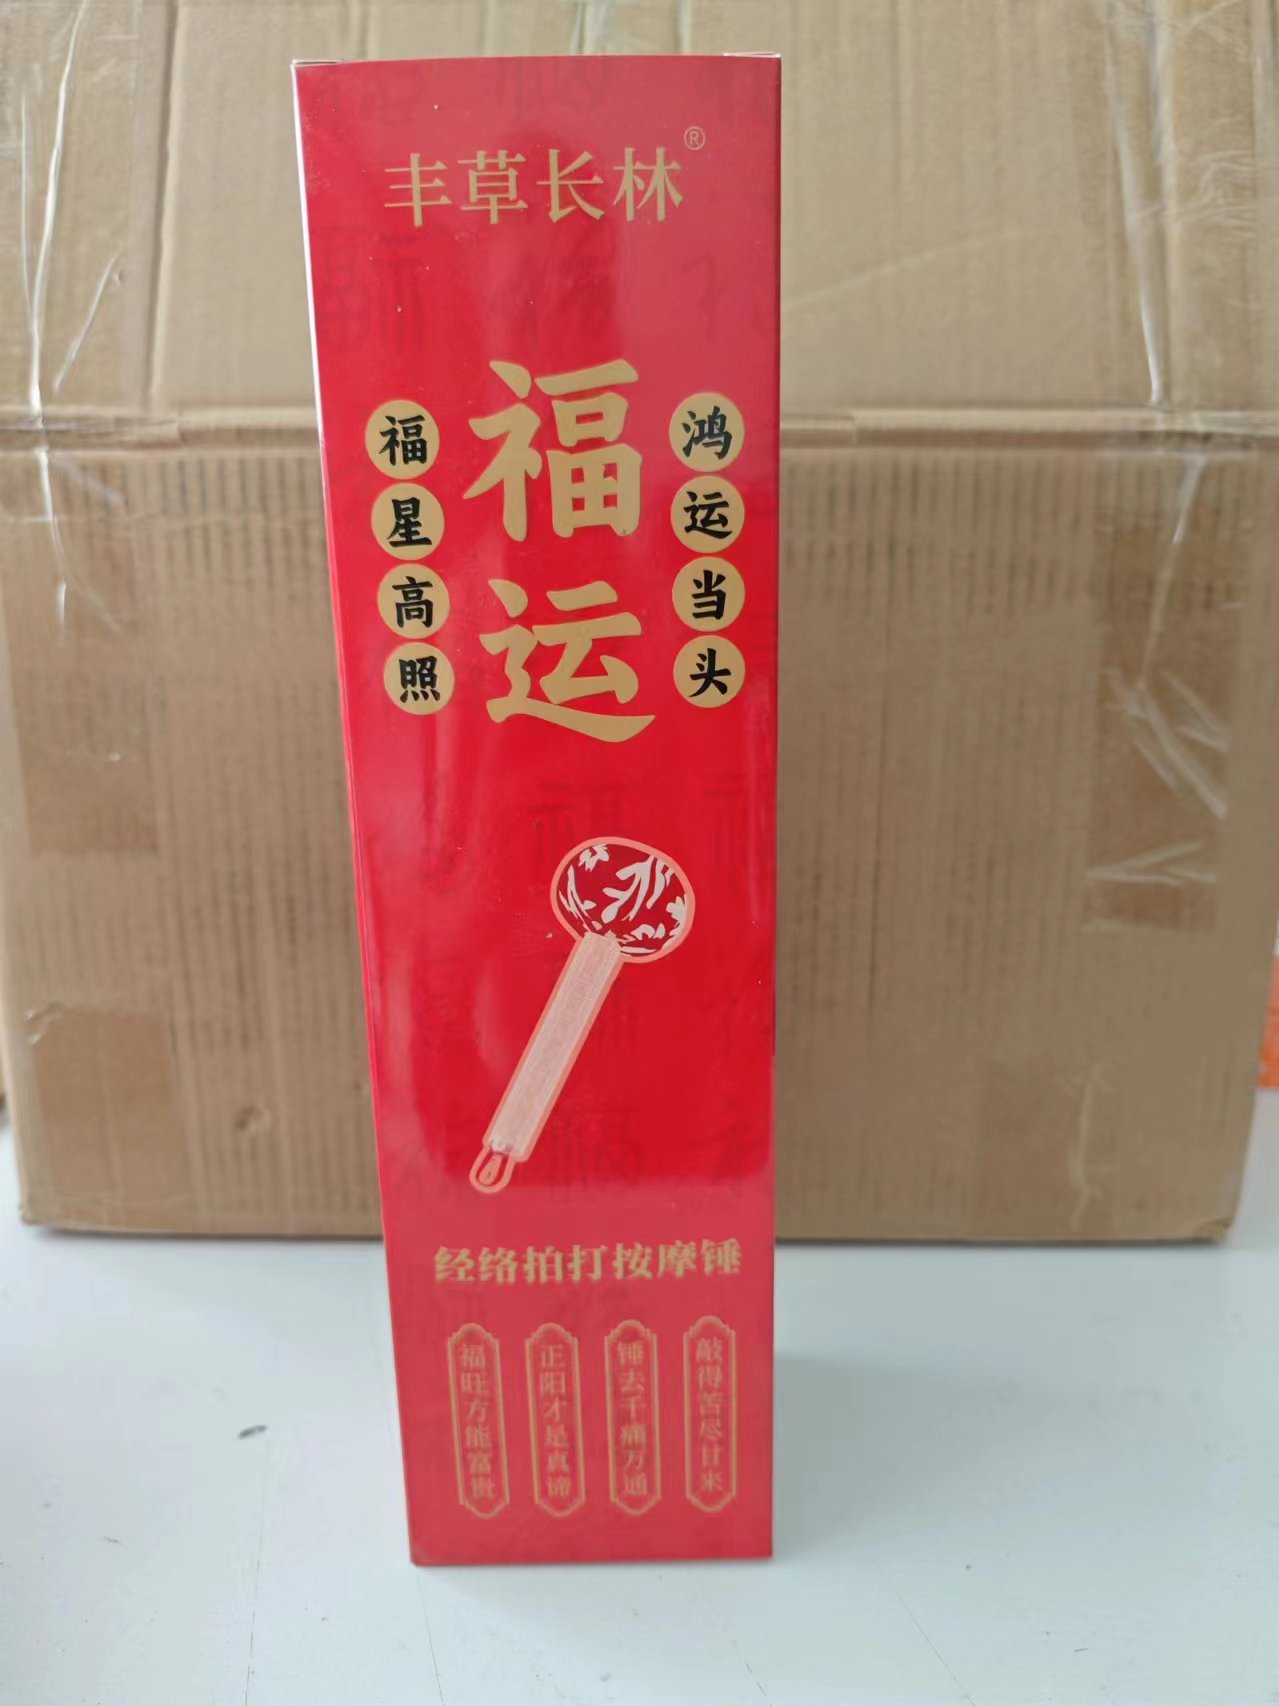 丰草长林®
福运
鸿运当头
福星高照
经络拍打按摩锤
敲得苦尽甘来
锤去千痛万通
正阳才是真谛
福旺方能富贵